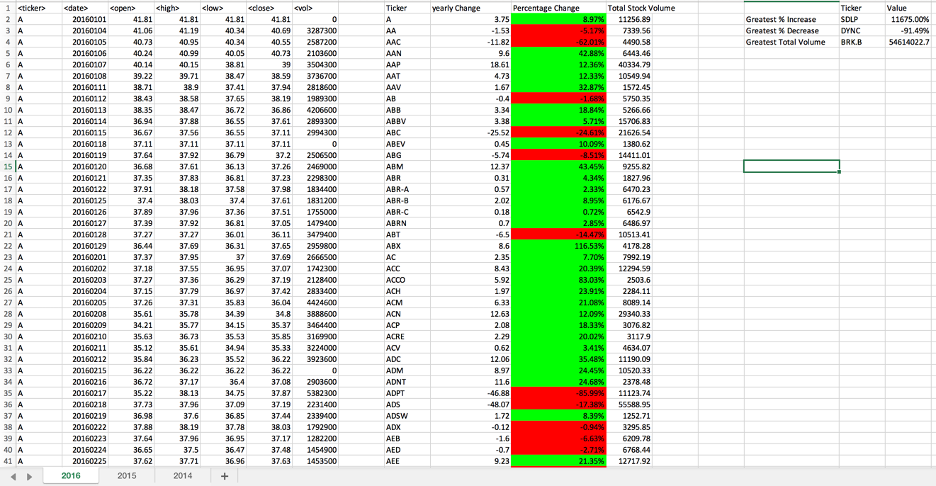 1 <ticker> <date> <open> <high> <low> <close> <vol> Ticker yearly Change Percentage Change Total Stock Volume Ticker Value
2 A 20160101 41.81 41.81 41.81 41.81 0 A 3.75 8.97% 11256.89 Greatest % Increase SDLP 11675.00%
3 A 20160104 41.06 41.19 40.34 40.69 3287300 AA -1.53 -5.17% 7339.56 Greatest % Decrease DYNC -91.49%
4 A 20160105 40.73 40.95 40.34 40.55 2587200 AAC -11.82 -62.01% 4490.58 Greatest Total Volume BRK.B 54614022.7
5 A 20160106 40.24 40.99 40.05 40.73 2103600 AAN 9.6 42.88% 6443.46
6 A 20160107 40.14 40.15 38.81 39 3504300 AAP 18.61 12.36% 40334.79
7 A 20160108 39.22 39.71 38.47 38.59 3736700 AAT 4.73 12.33% 10549.94
8 A 20160111 38.71 38.9 37.41 37.94 2818600 AAV 1.67 32.87% 1572.45
9 A 20160112 38.43 38.58 37.65 38.19 1989300 AB -0.4 -1.68% 5750.35
10 A 20160113 38.35 38.47 36.72 36.86 4206600 ABB 3.34 18.84% 5266.66
11 A 20160114 36.94 37.88 36.55 37.61 2893300 ABBV 3.38 5.71% 15706.83
12 A 20160115 36.67 37.56 36.55 37.11 2994300 ABC -25.52 -24.61% 21626.54
13 A 20160118 37.11 37.11 37.11 37.11 0 ABEV 0.45 10.09% 1380.62
14 A 20160119 37.64 37.92 36.79 37.2 2506500 ABG -5.74 -8.51% 14411.01
15 A 20160120 36.68 37.61 36.13 37.26 2469000 ABM 12.37 43.45% 9255.82
16 A 20160121 37.35 37.83 36.81 37.23 2298300 ABR 0.31 4.34% 1827.96
17 A 20160122 37.91 38.18 37.58 37.98 1834400 ABR-A 0.57 2.33% 6470.23
18 A 20160125 37.4 38.03 37.4 37.61 1831200 ABR-B 2.02 8.95% 6176.67
19 A 20160126 37.89 37.96 37.36 37.51 1755000 ABR-C 0.18 0.72% 6542.9
20 A 20160127 37.39 37.92 36.81 37.05 1479400 ABRN 0.7 2.85% 6486.97
21 A 20160128 37.27 37.27 36.01 36.11 3479400 ABT -6.5 -14.47% 10513.41
22 A 20160129 36.44 37.69 36.31 37.65 2959800 ABX 8.6 116.53% 4178.28
23 A 20160201 37.37 37.95 37 37.69 2666500 AC 2.35 7.70% 7992.19
24 A 20160202 37.18 37.55 36.95 37.07 1742300 ACC 8.43 20.39% 12294.59
25 A 20160203 37.27 37.36 36.29 37.19 2128400 ACCO 5.92 83.03% 2503.6
26 A 20160204 37.15 37.79 36.97 37.42 2833400 ACH 1.97 23.91% 2284.11
27 A 20160205 37.26 37.31 35.83 36.04 4424600 ACM 6.33 21.08% 8089.14
28 A 20160208 35.61 35.78 34.39 34.8 3888600 ACN 12.63 12.09% 29340.33
29 A 20160209 34.21 35.77 34.15 35.37 3464400 ACP 2.08 18.33% 3076.82
30 A 20160210 35.63 36.73 35.53 35.85 3169900 ACRE 2.29 20.02% 3117.9
31 A 20160211 35.12 35.61 34.94 35.33 3224000 ACV 0.62 3.41% 4634.07
32 A 20160212 35.84 36.23 35.52 36.22 3923600 ADC 12.06 35.48% 11190.09
33 A 20160215 36.22 36.22 36.22 36.22 0 ADM 8.97 24.45% 10520.33
34 A 20160216 36.72 37.17 36.4 37.08 2903600 ADNT 11.6 24.68% 2378.48
35 A 20160217 35.22 38.13 34.75 37.87 5382300 ADPT -46.88 -85.99% 11123.74
36 A 20160218 37.73 37.96 37.09 37.19 2231400 ADS -48.07 -17.38% 55588.95
37 A 20160219 36.98 37.6 36.85 37.44 2339400 ADSW 1.72 8.39% 1252.71
38 A 20160222 37.88 38.19 37.78 38.03 1792900 ADX -0.12 -0.94% 3295.85
39 A 20160223 37.64 37.96 36.95 37.17 1282200 AEB -1.6 -6.63% 6209.78
40 A 20160224 36.65 37.5 36.47 37.48 1454900 AED -0.7 -2.71% 6768.44
41 A 20160225 37.62 37.71 36.96 37.63 1453500 AEE 9.23 21.35% 12717.92
2016 2015 2014 +